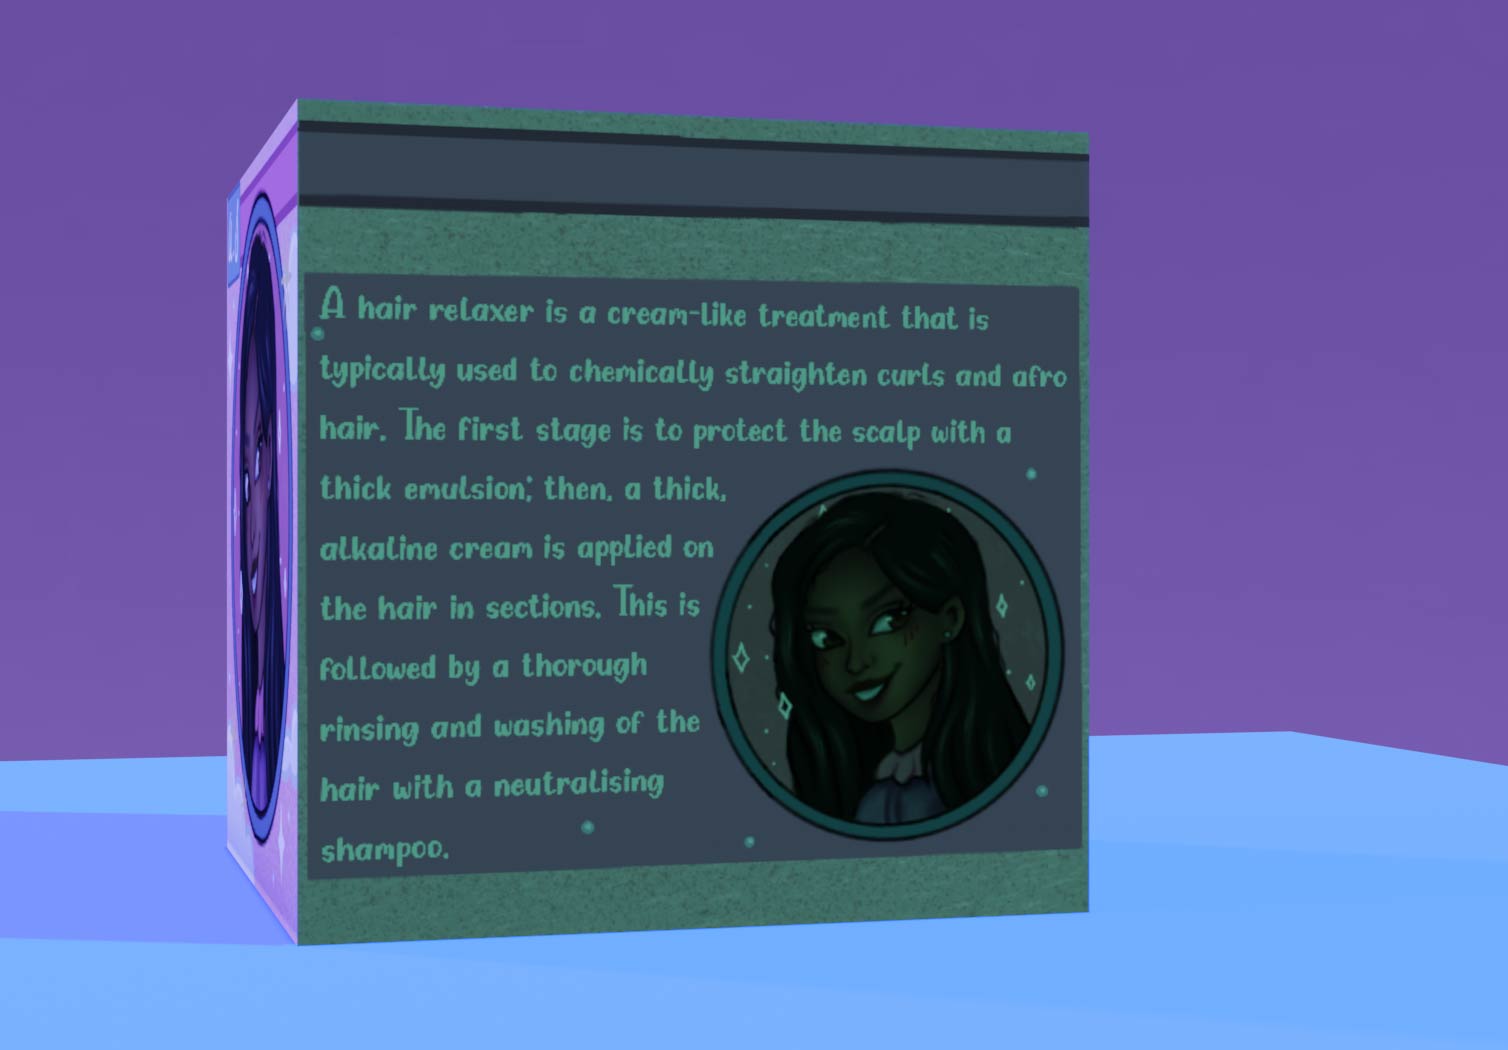 A hair relaxer is a cream-like treatment that is
typically used to chemically straighten curls and afro
hair. The first stage is to protect the scalp with a
thick emulsion; then, a thick,
alkaline cream is applied on
the hair in sections. This is
followed by a thorough
rinsing and washing of the
hair with a neutralising
shampoo.